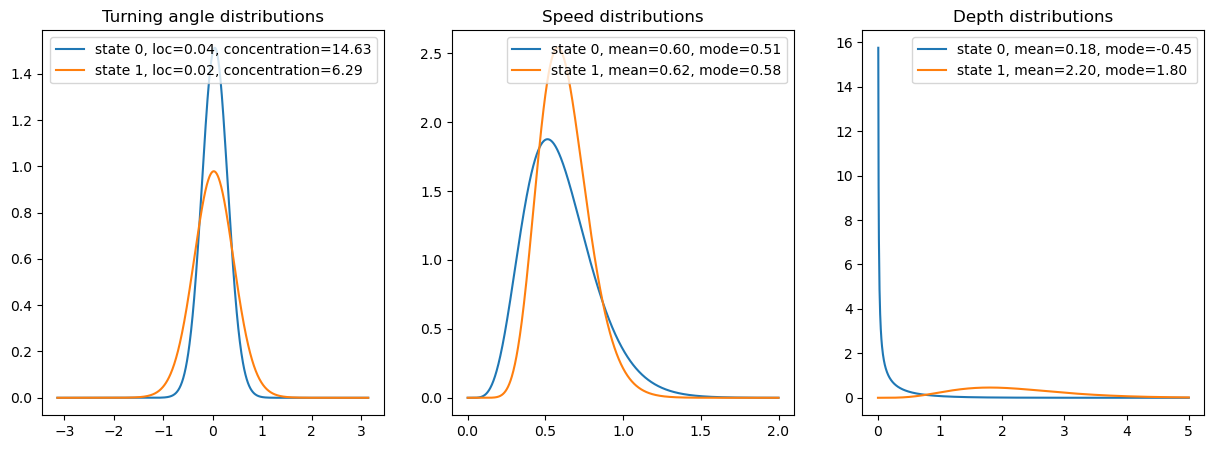 Turning angle distributions
state 0, loc=0.04, concentration=14.63
state 1, loc=0.02, concentration=6.29
1.4
1.2
1.0
0.8
0.6
0.4
0.2
0.0
−3 −2 −1 0 1 2 3
Speed distributions
state 0, mean=0.60, mode=0.51
state 1, mean=0.62, mode=0.58
2.5
2.0
1.5
1.0
0.5
0.0
0.0 0.5 1.0 1.5 2.0
Depth distributions
state 0, mean=0.18, mode=-0.45
state 1, mean=2.20, mode=1.80
16
14
12
10
8
6
4
2
0
0 1 2 3 4 5